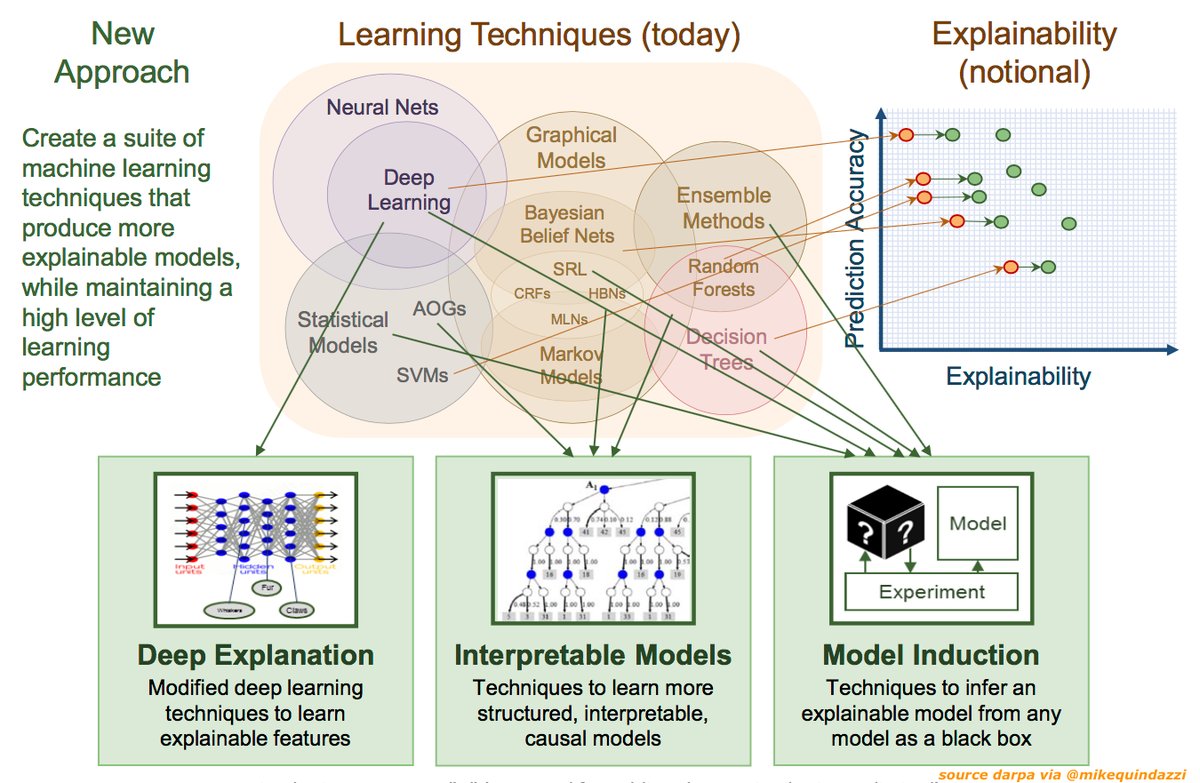 New
Approach
Learning Techniques (today)
Explainability
(notional)
Create a suite of
machine learning
techniques that
produce more
explainable models,
while maintaining a
high level of
learning
performance
Neural Nets
Deep
Learning
Graphical
Models
Bayesian
Belief Nets
Ensemble
Methods
SRL
CRFs
HBNs
MLNs
Random
Forests
Statistical
Models
AOGs
SVMs
Markov
Models
Decision
Trees
Prediction Accuracy
Explainability
Input
units
Hidden
units
Output
units
Whiskers
Fur
Claws
A1
?
?
Model
Experiment
Deep Explanation
Modified deep learning
techniques to learn
explainable features
Interpretable Models
Techniques to learn more
structured, interpretable,
causal models
Model Induction
Techniques to infer an
explainable model from any
model as a black box
source darpa via @mikequindazzi